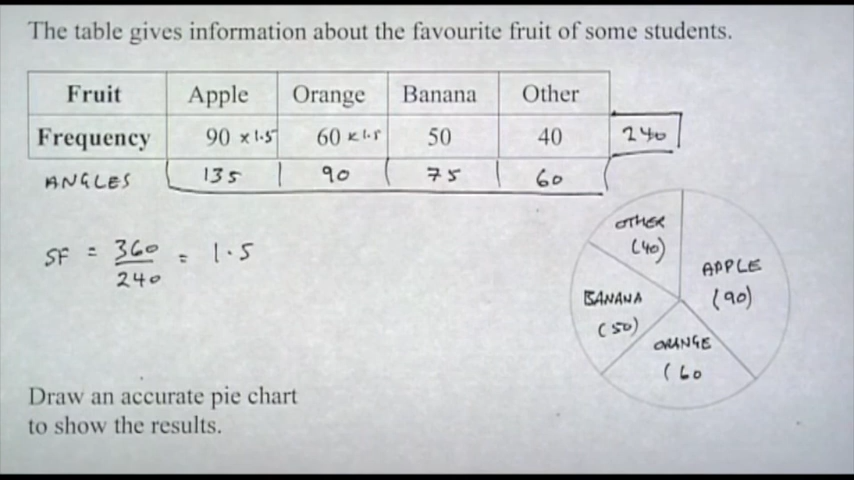 The table gives information about the favourite fruit of some students.
Fruit Apple Orange Banana Other
Frequency 90 × 1.5 60 × 1.5 50 40 240
ANGLES 135 90 75 60
SF = 360/240 = 1.5
OTHER
(40)
APPLE
(90)
BANANA
(50)
ORANGE
(60
Draw an accurate pie chart
to show the results.